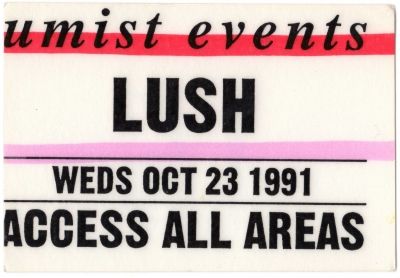 umist events
LUSH
WEDS OCT 23 1991
ACCESS ALL AREAS